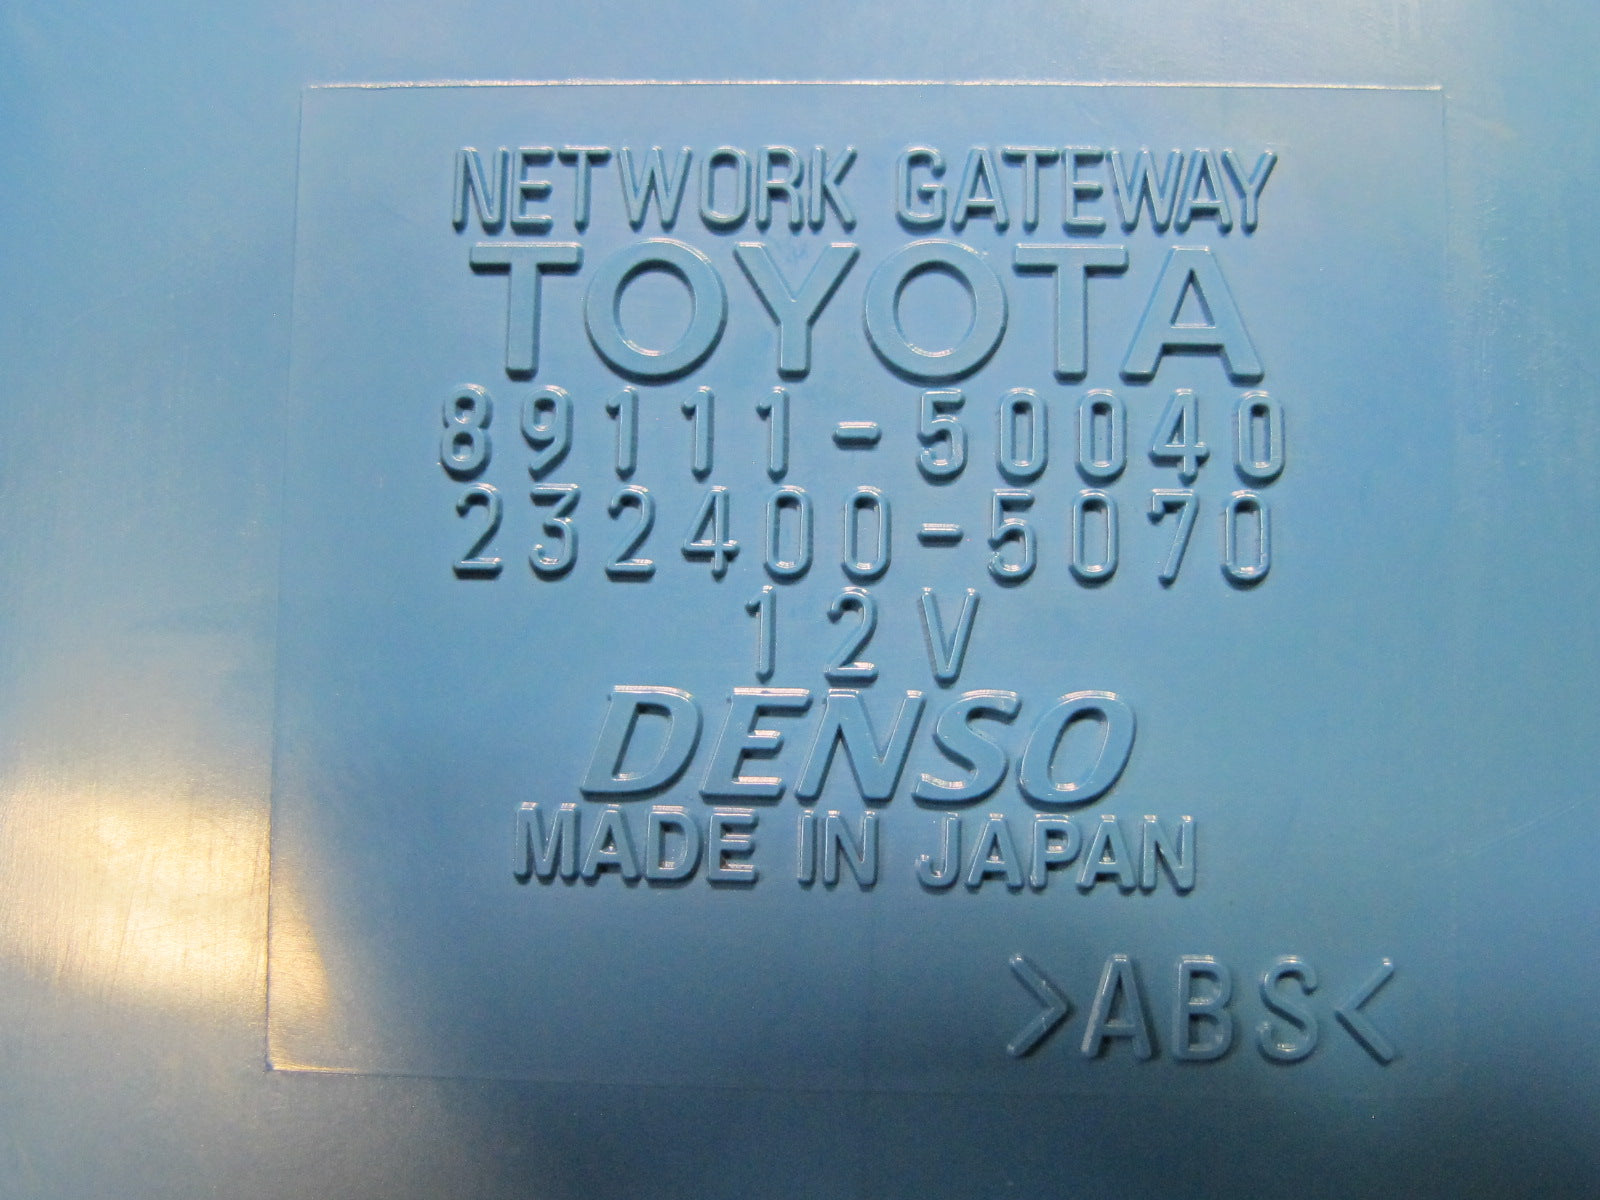 NETWORK GATEWAY
TOYOTA
89111-50040
232400-5070
12V
DENSO
MADE IN JAPAN
>ABS<